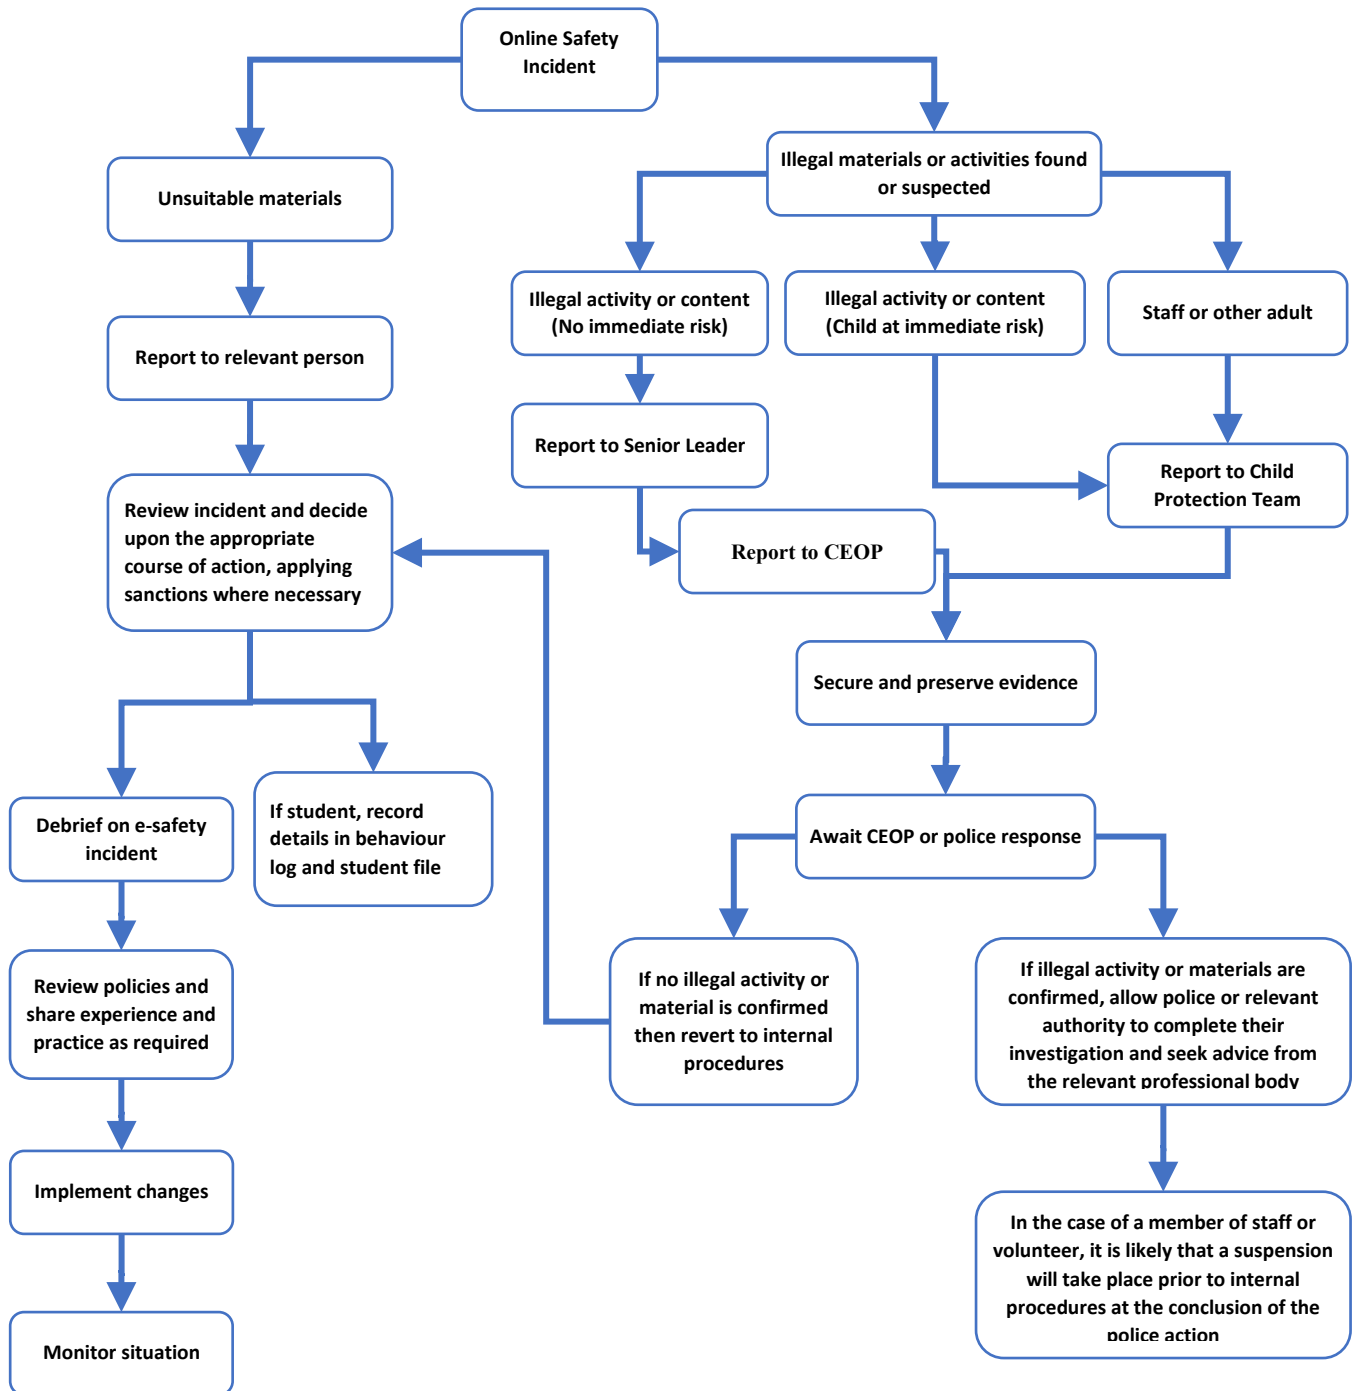 Online Safety
Incident
Unsuitable materials
Report to relevant person
Review incident and decide
upon the appropriate
course of action, applying
sanctions where necessary
Debrief on e-safety
incident
If student, record
details in behaviour
log and student file
Review policies and
share experience and
practice as required
Implement changes
Monitor situation
Illegal materials or activities found
or suspected
Illegal activity or content
(No immediate risk)
Illegal activity or content
(Child at immediate risk)
Staff or other adult
Report to Senior Leader
Report to Child
Protection Team
Report to CEOP
Secure and preserve evidence
Await CEOP or police response
If no illegal activity or
material is confirmed
then revert to internal
procedures
If illegal activity or materials are
confirmed, allow police or relevant
authority to complete their
investigation and seek advice from
the relevant professional body
In the case of a member of staff or
volunteer, it is likely that a suspension
will take place prior to internal
procedures at the conclusion of the
police action